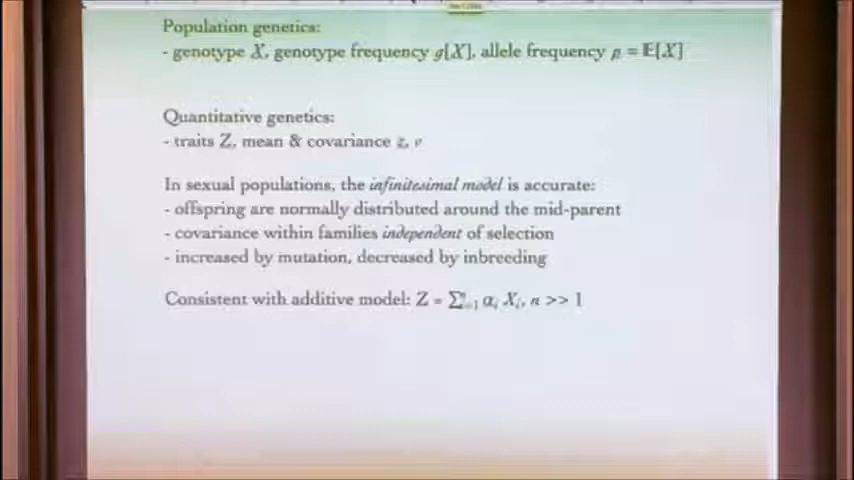 Population genetics:
- genotype X, genotype frequency g[X], allele frequency p = 𝔼[X]
Quantitative genetics:
- traits Z, mean & covariance z, v
In sexual populations, the infinitesimal model is accurate:
- offspring are normally distributed around the mid-parent
- covariance within families independent of selection
- increased by mutation, decreased by inbreeding
Consistent with additive model: Z = ∑ⁿᵢ₌₁ αᵢ Xᵢ, n >> 1